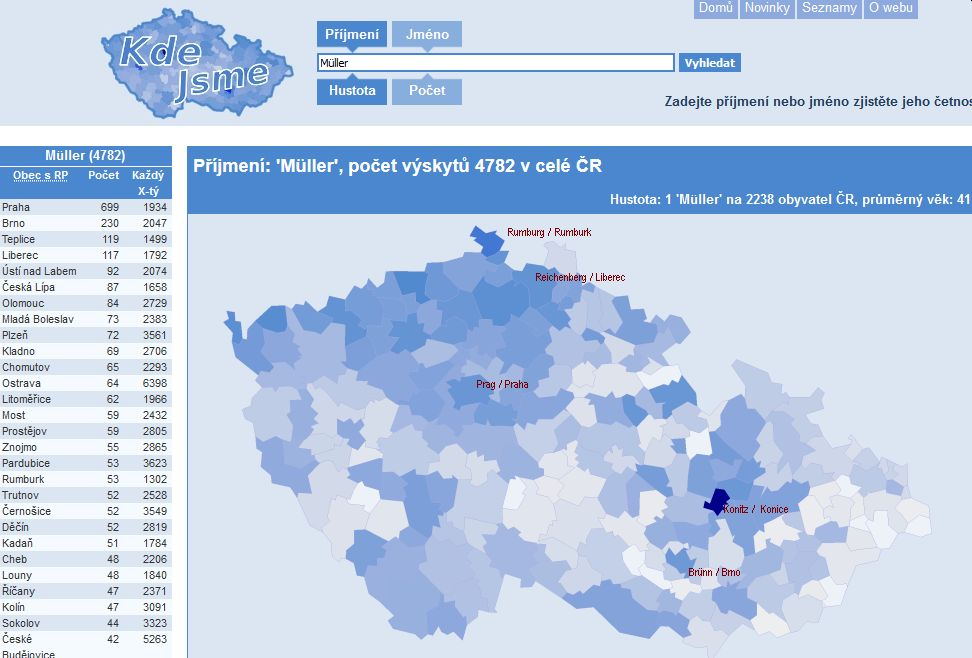 Domů Novinky Seznamy O webu
Kde
Jsme
Příjmení Jméno
Müller Vyhledat
Hustota Počet
Zadejte příjmení nebo jméno zjistěte jeho četnos
Müller (4782)
Obec s RP Počet Každý
X-tý
Praha 699 1934
Brno 230 2047
Teplice 119 1499
Liberec 117 1792
Ústí nad Labem 92 2074
Česká Lípa 87 1658
Olomouc 84 2729
Mladá Boleslav 73 2383
Plzeň 72 3561
Kladno 69 2706
Chomutov 65 2293
Ostrava 64 6398
Litoměřice 62 1966
Most 59 2432
Prostějov 59 2805
Znojmo 55 2865
Pardubice 53 3623
Rumburk 53 1302
Trutnov 52 2528
Černošice 52 3549
Děčín 52 2819
Kadaň 51 1784
Cheb 48 2206
Louny 48 1840
Říčany 47 2371
Kolín 47 3091
Sokolov 44 3323
České 42 5263
Budějovice
Příjmení: 'Müller', počet výskytů 4782 v celé ČR
Hustota: 1 'Müller' na 2238 obyvatel ČR, průměrný věk: 41
Rumburg / Rumburk
Reichenberg / Liberec
Prag / Praha
Konitz / Konice
Brünn / Brno